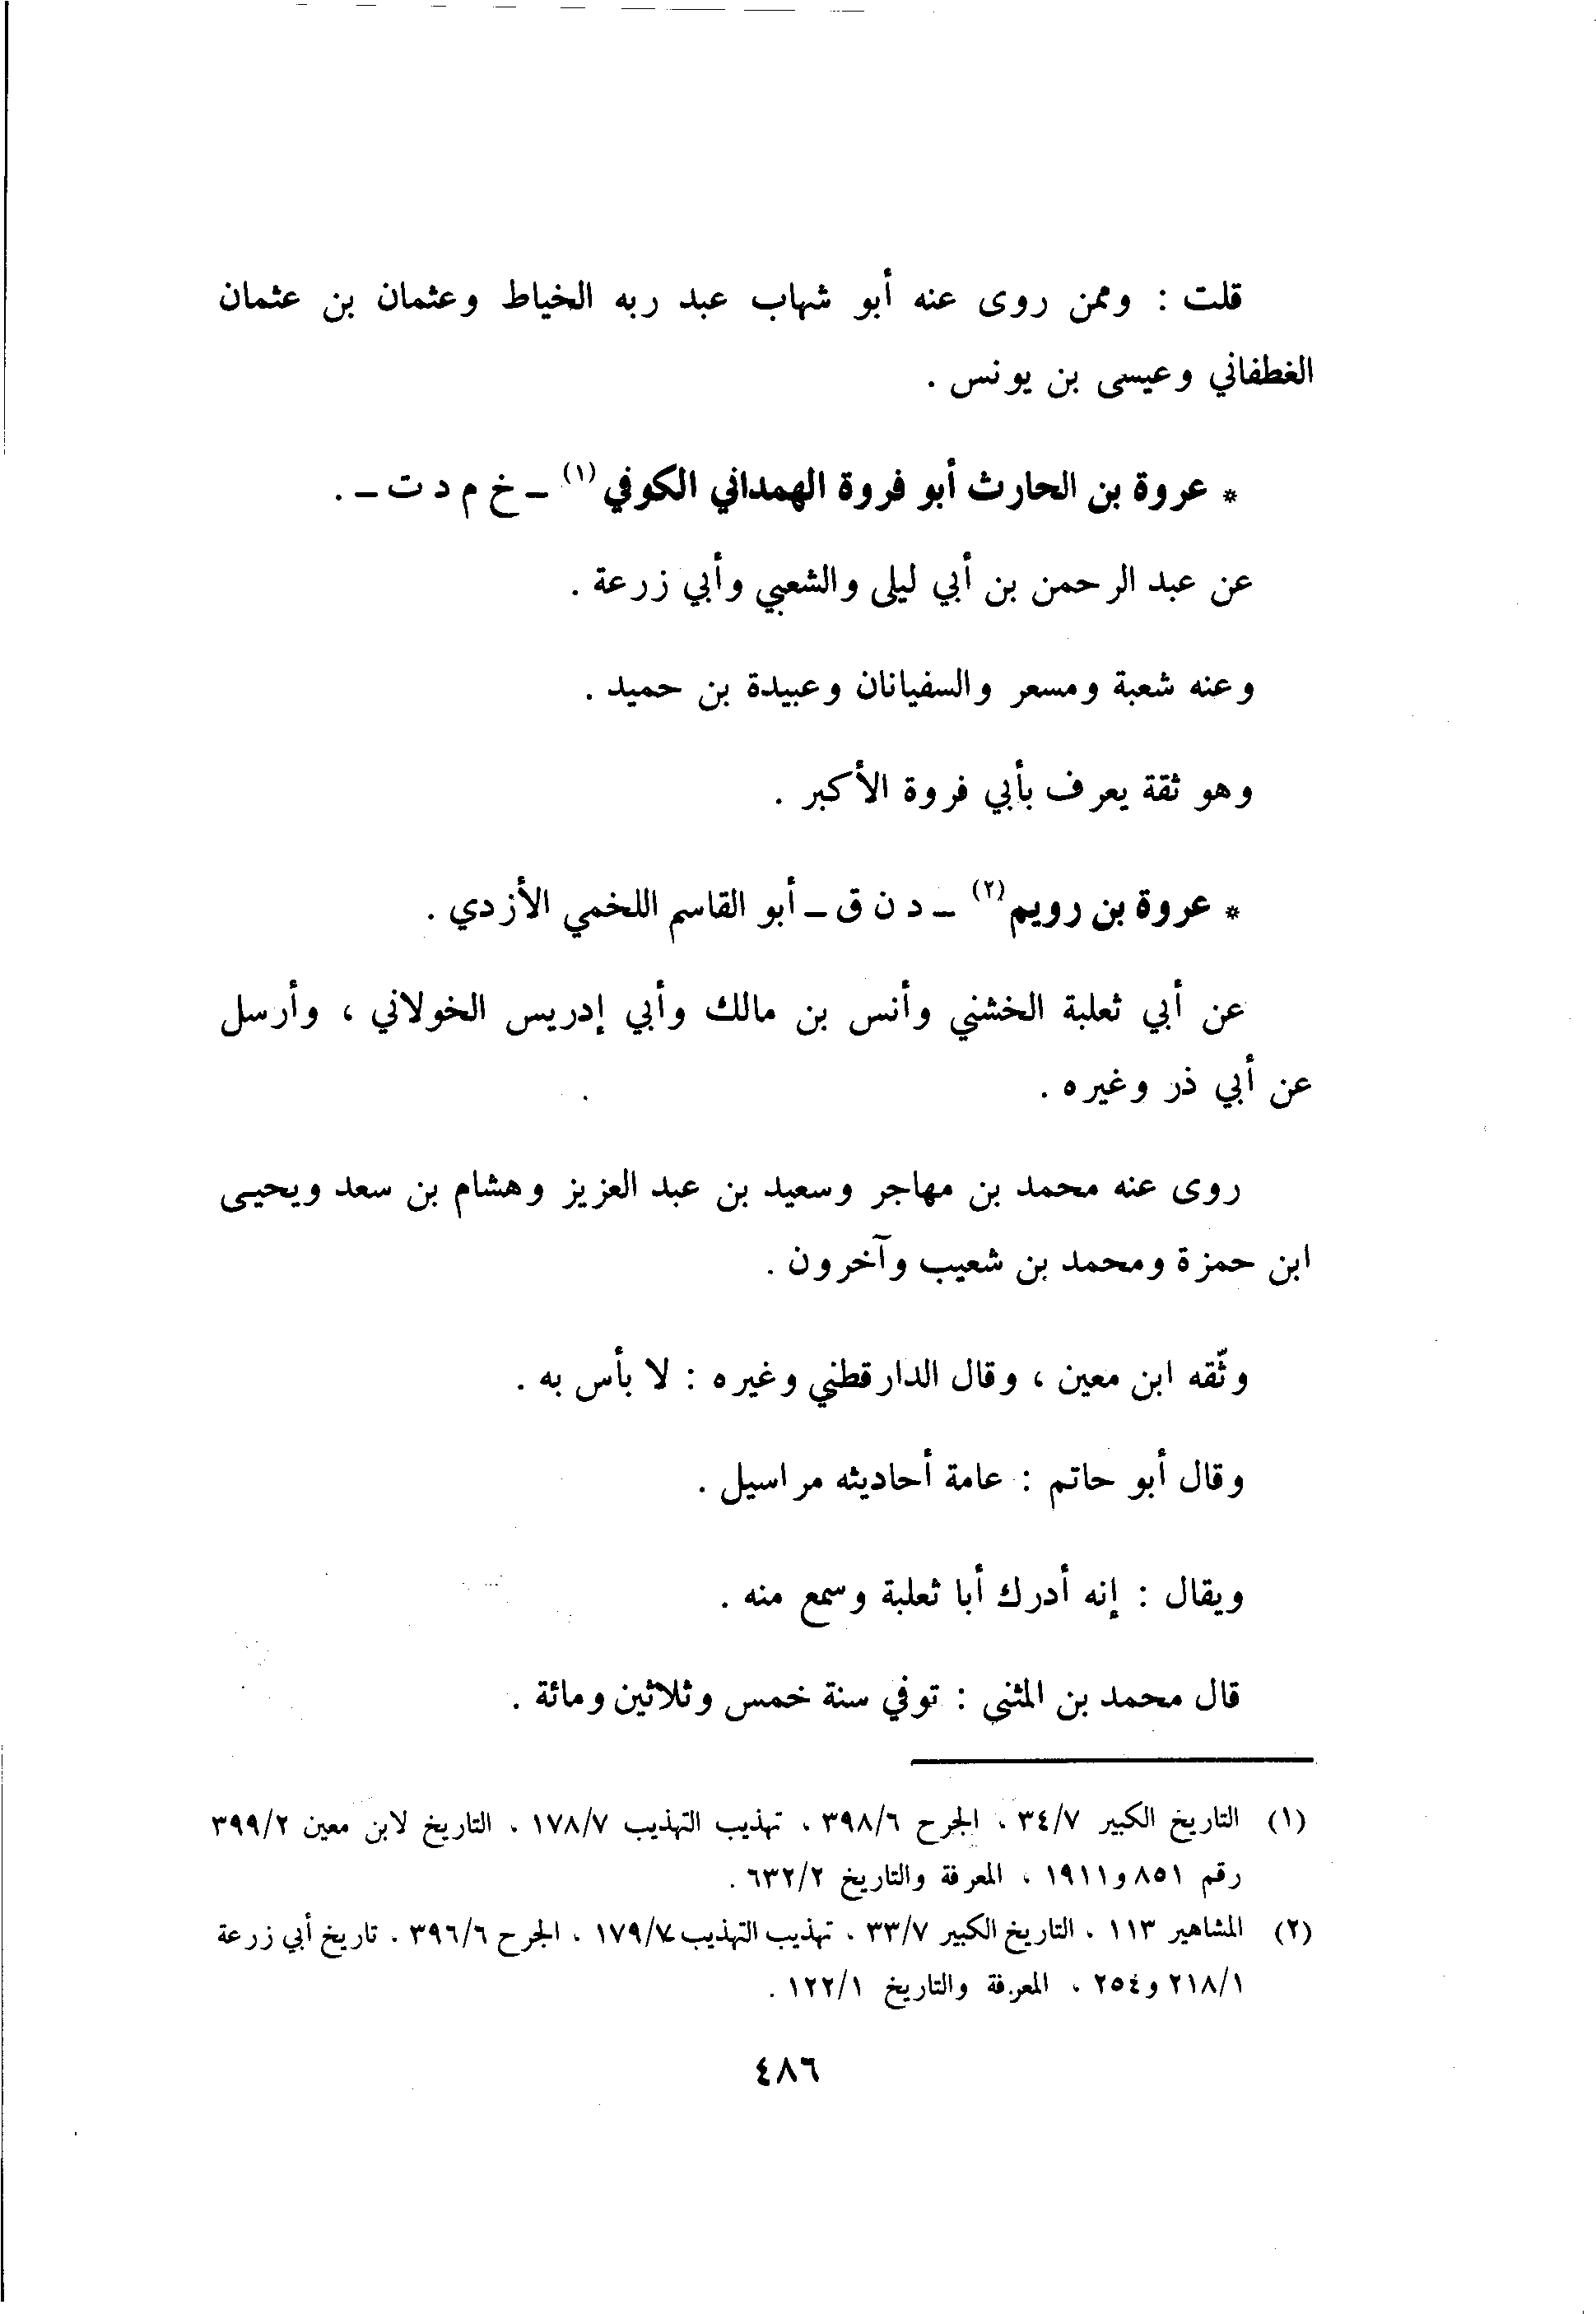 قلت : وممن روى عنه أبو شهاب عبد ربه الخياط وعثمان بن عثمان
الغطفاني وعيسى بن يونس .
* عروة بن الحارث أبو فروة الهمداني الكوفي (١) – خ م د ت – .
عن عبد الرحمن بن أبي ليلى والشعبي وأبي زرعة .
وعنه شعبة ومسعر والسفيانان وعبيدة بن حميد .
وهو ثقة يعرف بأبي فروة الأكبر .
* عروة بن رويم (٢) – د ن ق – أبو القاسم اللخمي الأزدي .
عن أبي ثعلبة الخشني وأنس بن مالك وأبي إدريس الخولاني ، وأرسل
عن أبي ذر وغيره .
روى عنه محمد بن مهاجر وسعيد بن عبد العزيز وهشام بن سعد ويحيى
ابن حمزة ومحمد بن شعيب وآخرون .
وثّقه ابن معين ، وقال الدارقطني وغيره : لا بأس به .
وقال أبو حاتم : عامة أحاديثه مراسيل .
ويقال : إنه أدرك أبا ثعلبة وسمع منه .
قال محمد بن المثنى : توفي سنة خمس وثلاثين ومائة .
(١) التاريخ الكبير ٣٤/٧ ، الجرح ٣٩٨/٦ ، تهذيب التهذيب ١٧٨/٧ ، التاريخ لابن معين ٣٩٩/٢
رقم ٨٥١ و١٩١١ ، المعرفة والتاريخ ٦٣٢/٢ .
(٢) المشاهير ١١٣ ، التاريخ الكبير ٣٣/٧ ، تهذيب التهذيب ١٧٩/٧ ، الجرح ٣٩٦/٦ ، تاريخ أبي زرعة
٢١٨/١ و٢٥٤ ، المعرفة والتاريخ ١٢٢/١ .
٤٨٦